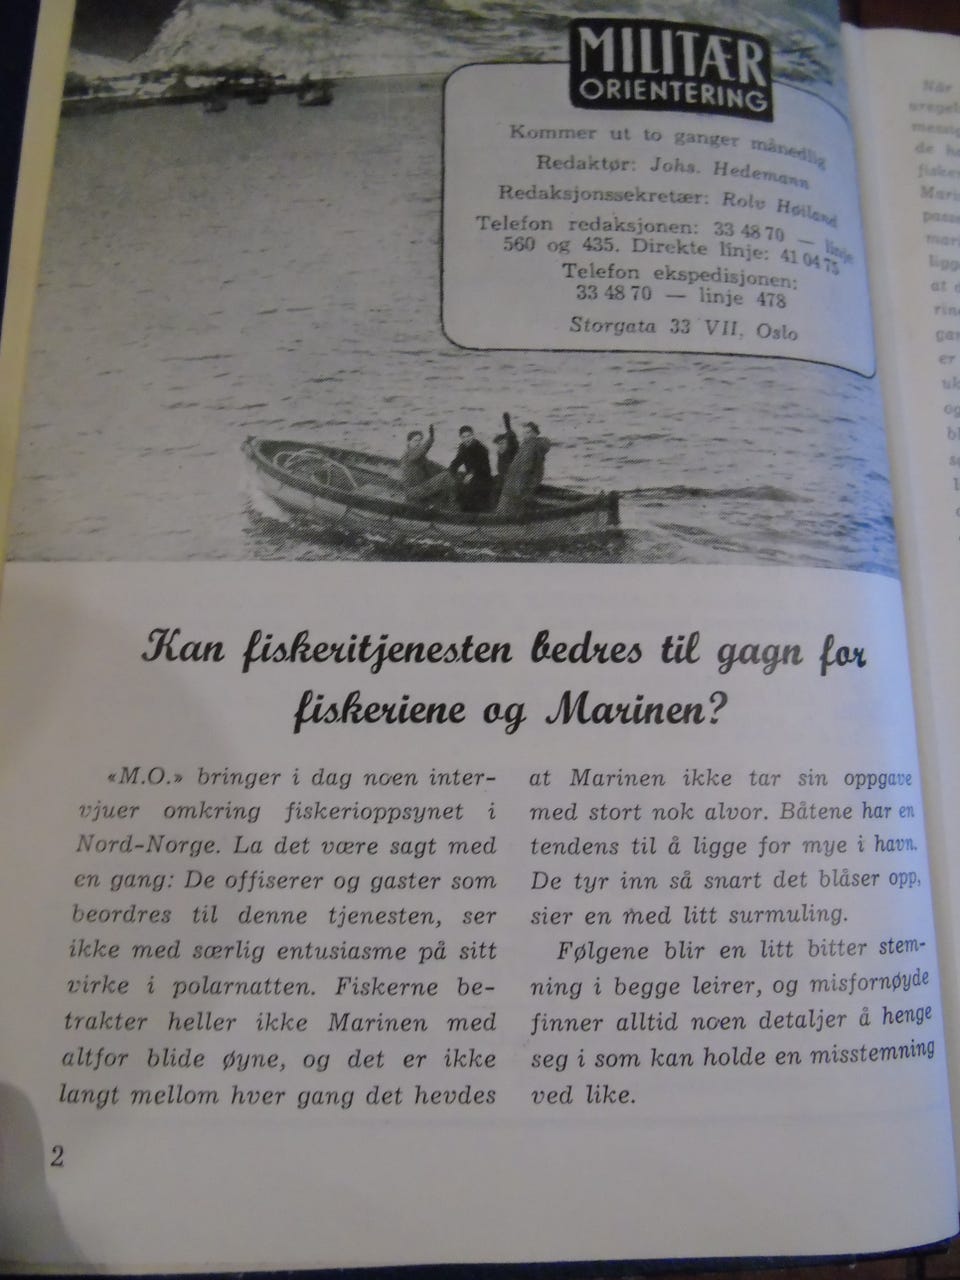 MILITÆR
ORIENTERING
Kommer ut to ganger månedlig
Redaktør: Johs. Hedemann
Redaksjonssekretær: Rolv Høiland
Telefon redaksjonen: 33 48 70 — linje
560 og 435. Direkte linje: 41 04 75
Telefon ekspedisjonen:
33 48 70 — linje 478
Storgata 33 VII, Oslo
Kan fiskeritjenesten bedres til gagn for
fiskeriene og Marinen?
«M.O.» bringer i dag noen inter-
vjuer omkring fiskerioppsynet i
Nord-Norge. La det være sagt med
en gang: De offiserer og gaster som
beordres til denne tjenesten, ser
ikke med særlig entusiasme på sitt
virke i polarnatten. Fiskerne be-
trakter heller ikke Marinen med
altfor blide øyne, og det er ikke
langt mellom hver gang det hevdes
at Marinen ikke tar sin oppgave
med stort nok alvor. Båtene har en
tendens til å ligge for mye i havn.
De tyr inn så snart det blåser opp,
sier en med litt surmuling.
Følgene blir en litt bitter stem-
ning i begge leirer, og misfornøyde
finner alltid noen detaljer å henge
seg i som kan holde en misstemning
ved like.
2
Når
de
at
er
og